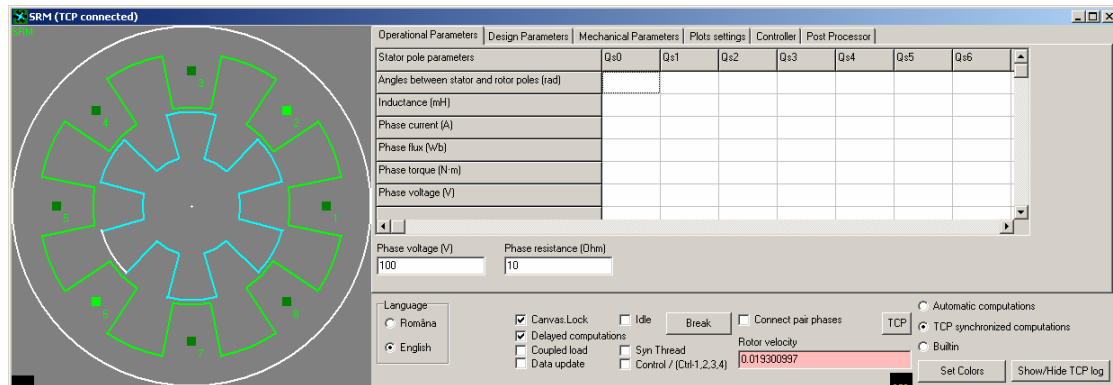 SRM (TCP connected)
SRM
Operational Parameters Design Parameters Mechanical Parameters Plots settings Controller Post Processor
Stator pole parameters Qs0 Qs1 Qs2 Qs3 Qs4 Qs5 Qs6
Angles between stator and rotor poles (rad)
Inductance (mH)
Phase current (A)
Phase flux (Wb)
Phase torque (N·m)
Phase voltage (V)
3
2
4
5
1
6
8
7
Phase voltage (V) Phase resistance (Ohm)
100 10
Language
Româna
English
Canvas.Lock Idle Break Connect pair phases TCP
Delayed computations
Coupled load Syn Thread
Data update Control / (Ctrl-1,2,3,4)
Rotor velocity
0.019300997
Automatic computations
TCP synchronized computations
Builtin
Set Colors Show/Hide TCP log